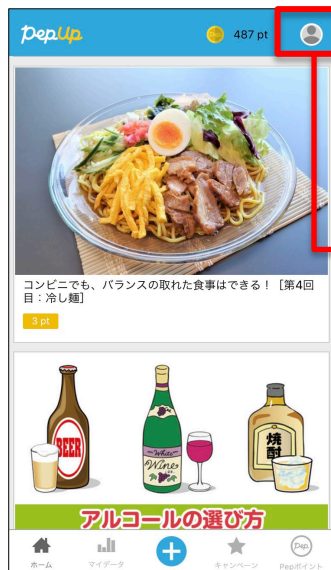 PepUp
487 pt
コンビニでも、バランスの取れた食事はできる！［第4回
目：冷し麺］
3 pt
BEER
White
Wine
焼
酎
アルコールの選び方
ホーム
マイデータ
キャンペーン
Pep
Pepポイント